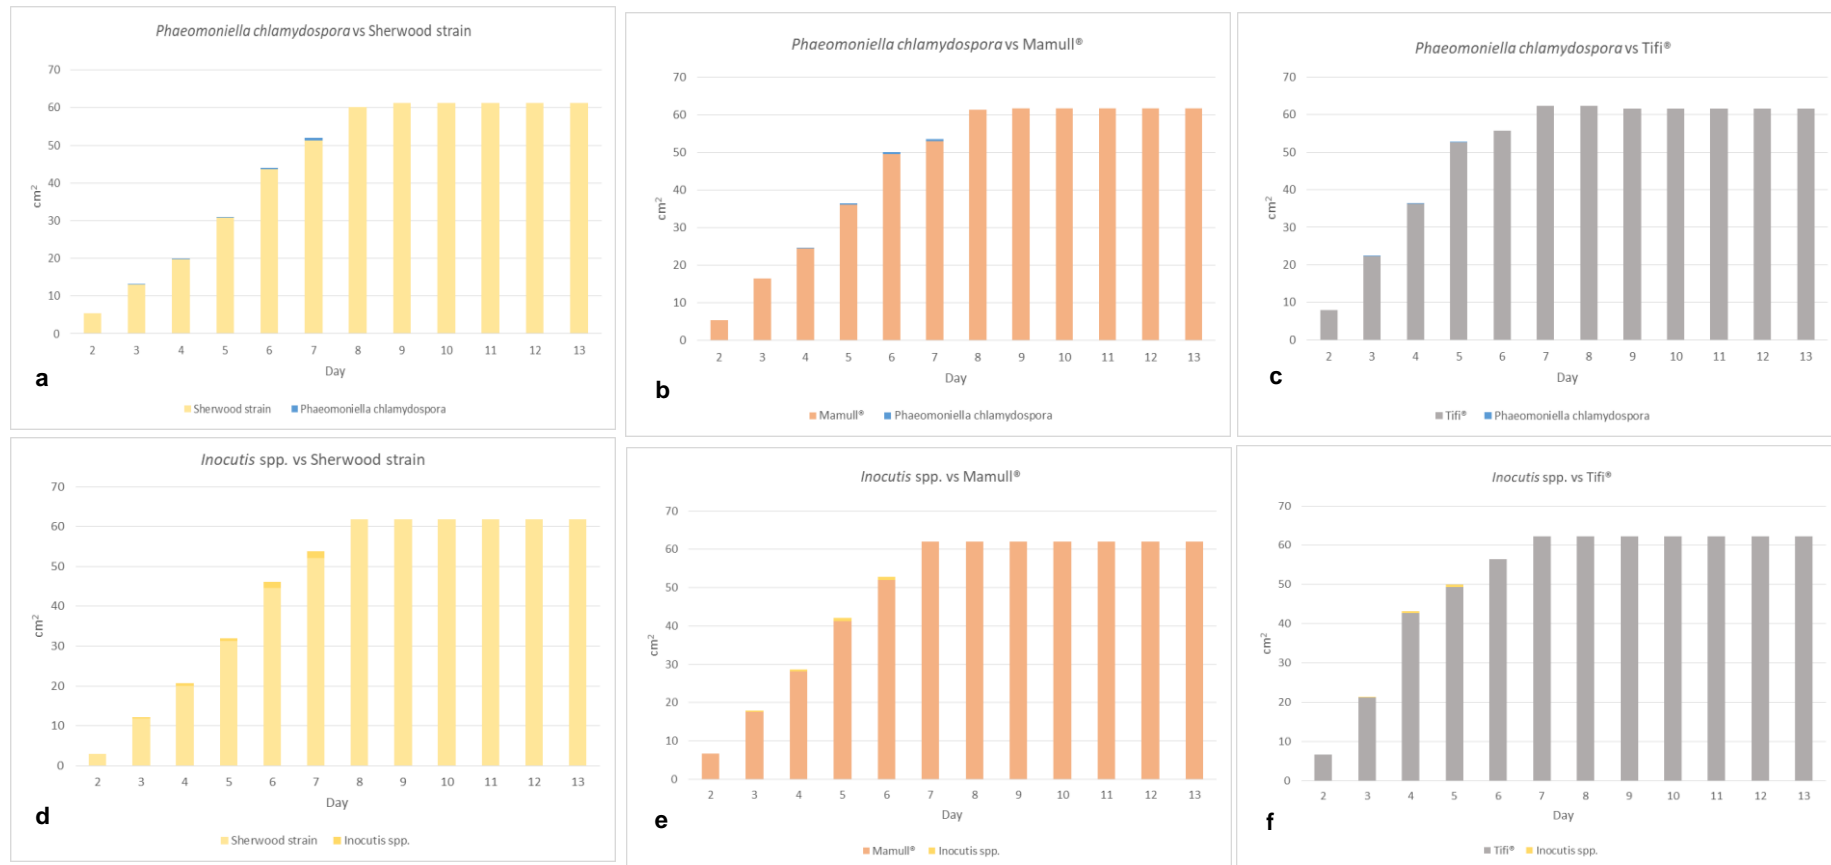 Phaeomoniella chlamydospora vs Sherwood strain
70
60
50
40
30
20
10
0
cm²
2 3 4 5 6 7 8 9 10 11 12 13
Day
a
Sherwood strain Phaeomoniella chlamydospora
Phaeomoniella chlamydospora vs Mamull®
70
60
50
40
30
20
10
0
cm²
2 3 4 5 6 7 8 9 10 11 12 13
Day
b
Mamull® Phaeomoniella chlamydospora
Phaeomoniella chlamydospora vs Tifi®
70
60
50
40
30
20
10
0
cm²
2 3 4 5 6 7 8 9 10 11 12 13
Day
c
Tifi® Phaeomoniella chlamydospora
Inocutis spp. vs Sherwood strain
70
60
50
40
30
20
10
0
cm²
2 3 4 5 6 7 8 9 10 11 12 13
Day
d
Sherwood strain Inocutis spp.
Inocutis spp. vs Mamull®
70
60
50
40
30
20
10
0
cm²
2 3 4 5 6 7 8 9 10 11 12 13
Day
e
Mamull® Inocutis spp.
Inocutis spp. vs Tifi®
70
60
50
40
30
20
10
0
cm²
2 3 4 5 6 7 8 9 10 11 12 13
Day
f
Tifi® Inocutis spp.